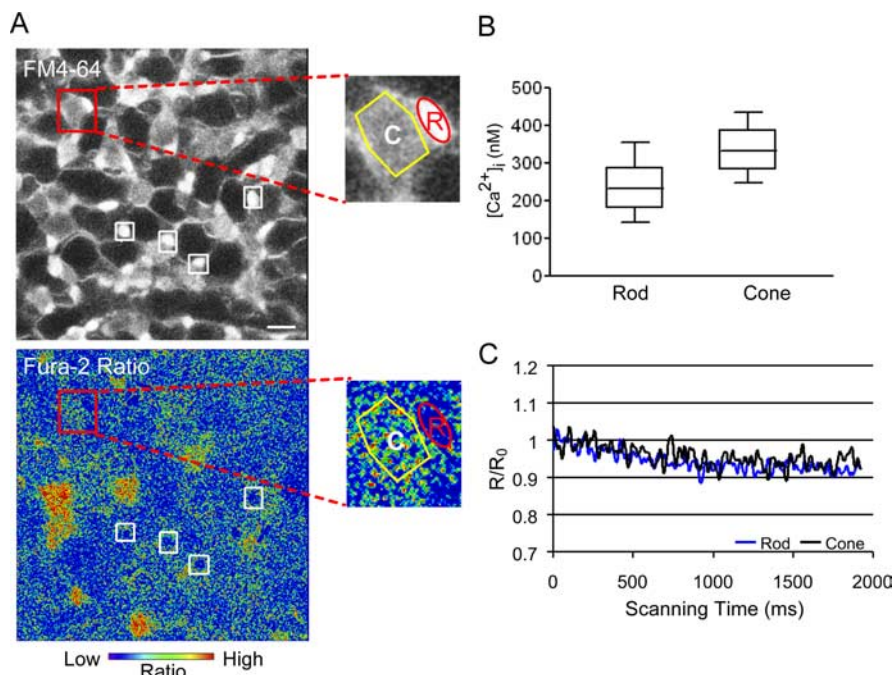 A
FM4-64
C
R
Fura-2 Ratio
C
R
Low High
Ratio
B
[Ca²⁺]ᵢ (nM)
500
400
300
200
100
0
Rod Cone
C
R/R₀
1.2
1.1
1
0.9
0.8
0.7
Rod Cone
0 500 1000 1500 2000
Scanning Time (ms)